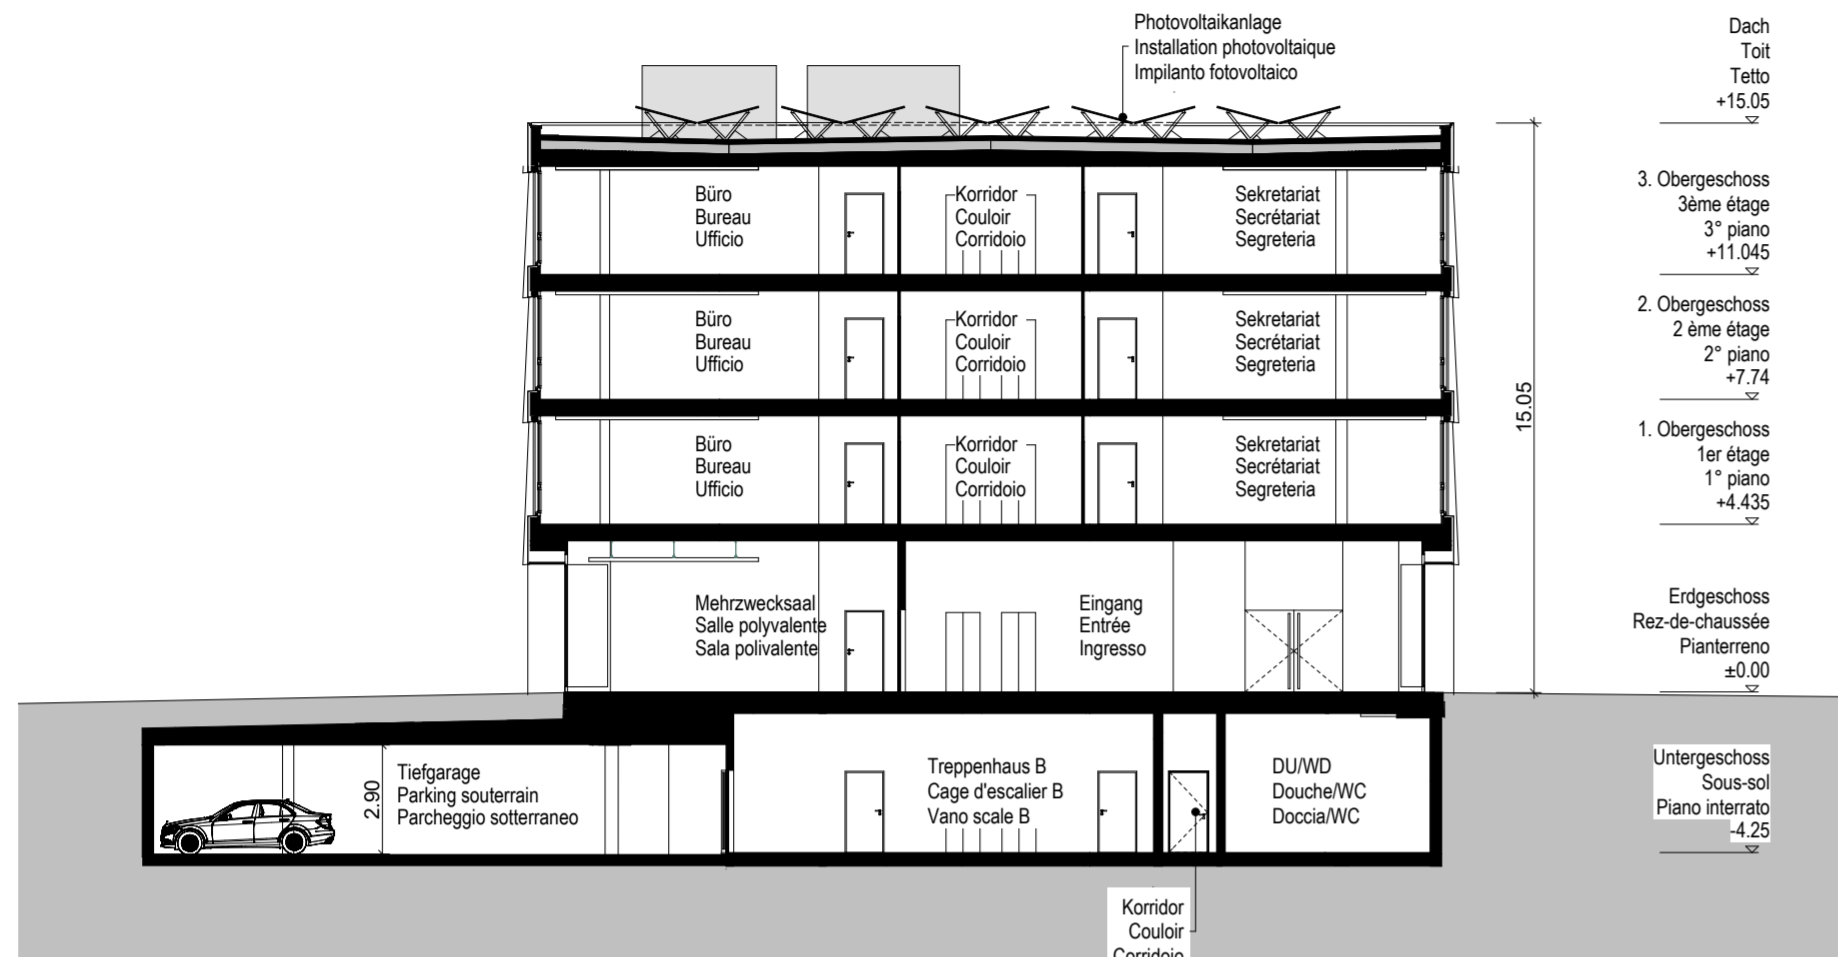 Photovoltaikanlage
Installation photovoltaique
Impilanto fotovoltaico
Dach
Toit
Tetto
+15.05
Büro
Bureau
Ufficio
Korridor
Couloir
Corridoio
Sekretariat
Secrétariat
Segreteria
3. Obergeschoss
3ème étage
3° piano
+11.045
Büro
Bureau
Ufficio
Korridor
Couloir
Corridoio
Sekretariat
Secrétariat
Segreteria
2. Obergeschoss
2 ème étage
2° piano
+7.74
15.05
Büro
Bureau
Ufficio
Korridor
Couloir
Corridoio
Sekretariat
Secrétariat
Segreteria
1. Obergeschoss
1er étage
1° piano
+4.435
Mehrzwecksaal
Salle polyvalente
Sala polivalente
Eingang
Entrée
Ingresso
Erdgeschoss
Rez-de-chaussée
Pianterreno
±0.00
2.90
Tiefgarage
Parking souterrain
Parcheggio sotterraneo
Treppenhaus B
Cage d'escalier B
Vano scale B
DU/WD
Douche/WC
Doccia/WC
Untergeschoss
Sous-sol
Piano interrato
-4.25
Korridor
Couloir
Corridoio